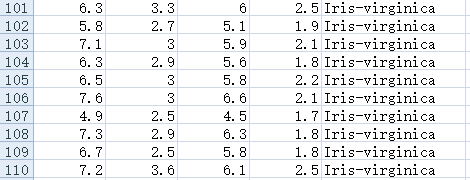 101 6.3 3.3 6 2.5 Iris-virginica
102 5.8 2.7 5.1 1.9 Iris-virginica
103 7.1 3 5.9 2.1 Iris-virginica
104 6.3 2.9 5.6 1.8 Iris-virginica
105 6.5 3 5.8 2.2 Iris-virginica
106 7.6 3 6.6 2.1 Iris-virginica
107 4.9 2.5 4.5 1.7 Iris-virginica
108 7.3 2.9 6.3 1.8 Iris-virginica
109 6.7 2.5 5.8 1.8 Iris-virginica
110 7.2 3.6 6.1 2.5 Iris-virginica